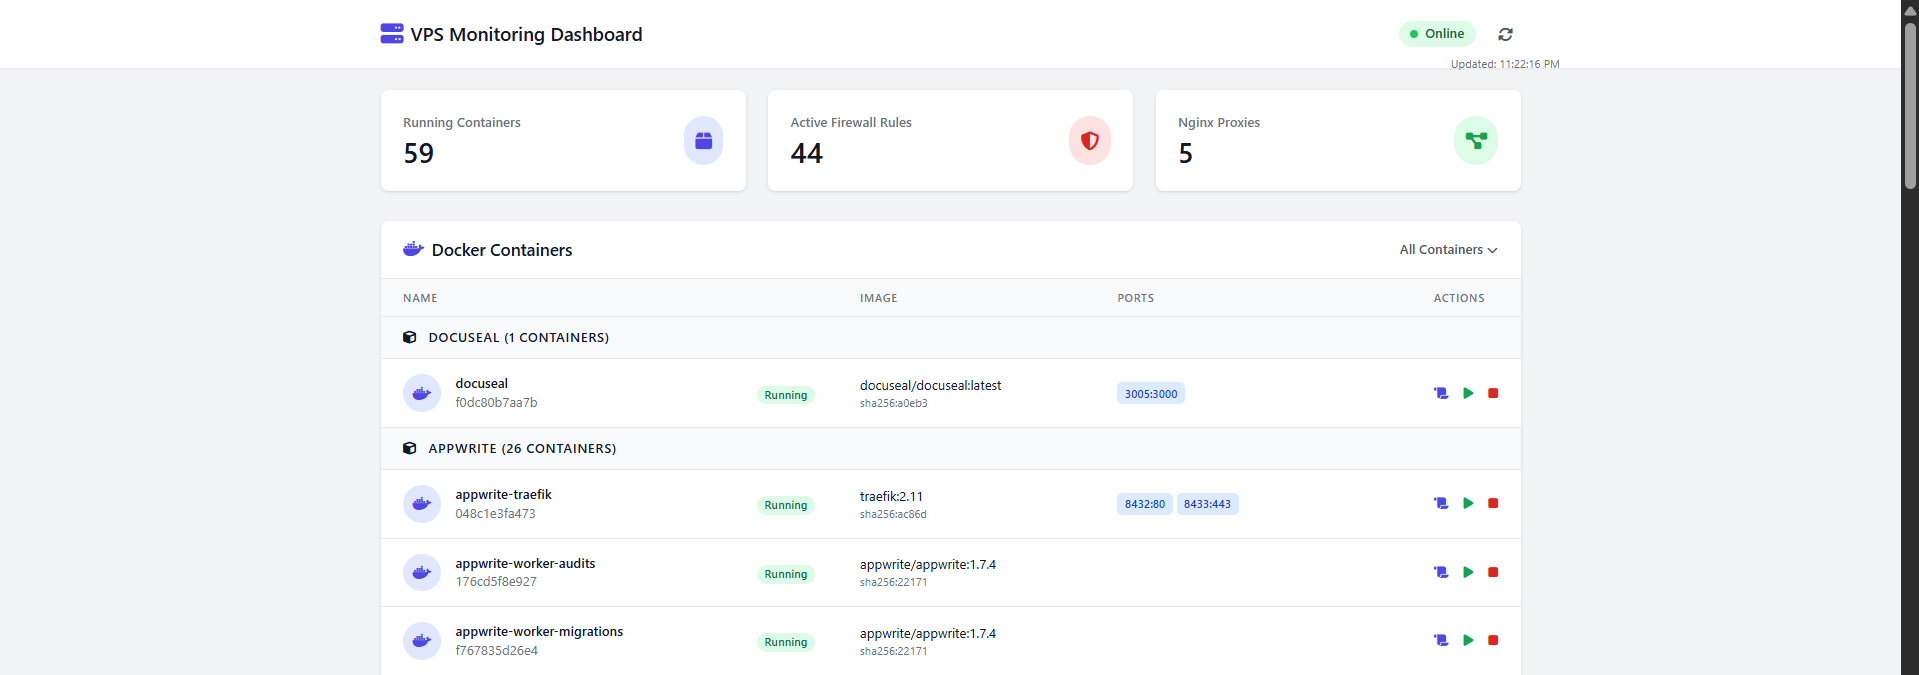 VPS Monitoring Dashboard
Online
Updated: 11:22:16 PM
Running Containers
59
Active Firewall Rules
44
Nginx Proxies
5
Docker Containers
All Containers
NAME IMAGE PORTS ACTIONS
DOCUSEAL (1 CONTAINERS)
docuseal
f0dc80b7aa7b
Running
docuseal/docuseal:latest
sha256:a0eb3
3005:3000
APPWRITE (26 CONTAINERS)
appwrite-traefik
048c1e3fa473
Running
traefik:2.11
sha256:ac86d
8432:80 8433:443
appwrite-worker-audits
176cd5f8e927
Running
appwrite/appwrite:1.7.4
sha256:22171
appwrite-worker-migrations
f767835d26e4
Running
appwrite/appwrite:1.7.4
sha256:22171